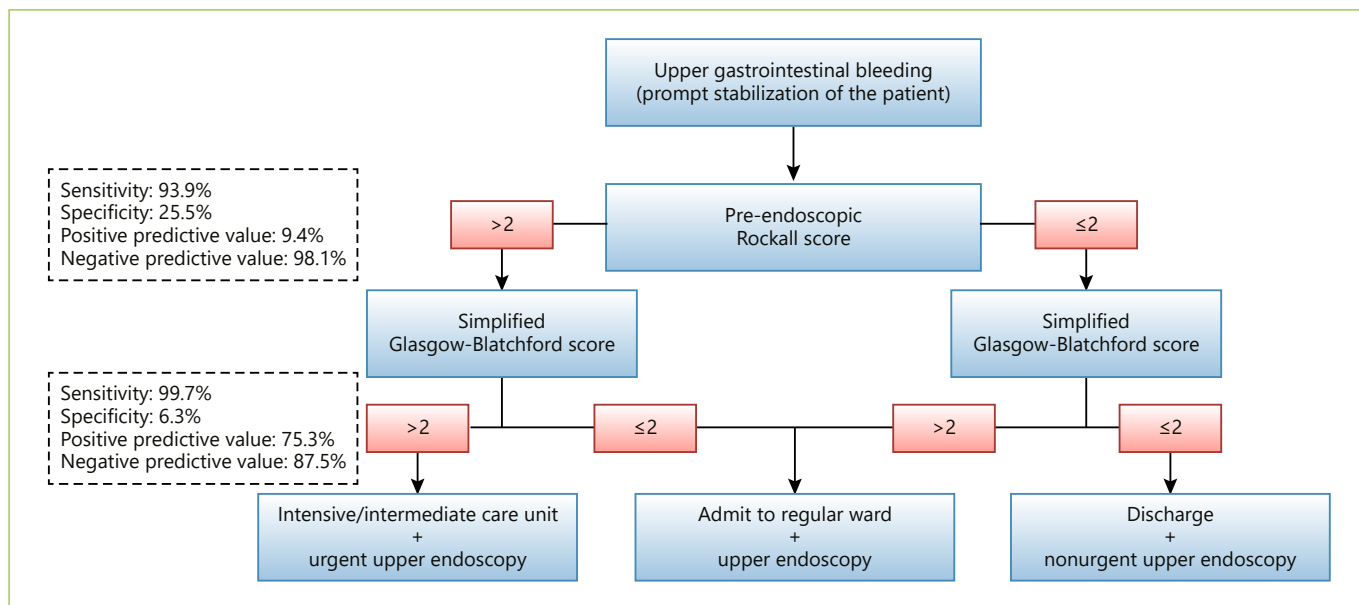 Upper gastrointestinal bleeding
(prompt stabilization of the patient)
Sensitivity: 93.9%
Specificity: 25.5%
Positive predictive value: 9.4%
Negative predictive value: 98.1%
>2
Pre-endoscopic
Rockall score
≤2
Simplified
Glasgow-Blatchford score
Simplified
Glasgow-Blatchford score
Sensitivity: 99.7%
Specificity: 6.3%
Positive predictive value: 75.3%
Negative predictive value: 87.5%
>2
≤2
>2
≤2
Intensive/intermediate care unit
+
urgent upper endoscopy
Admit to regular ward
+
upper endoscopy
Discharge
+
nonurgent upper endoscopy